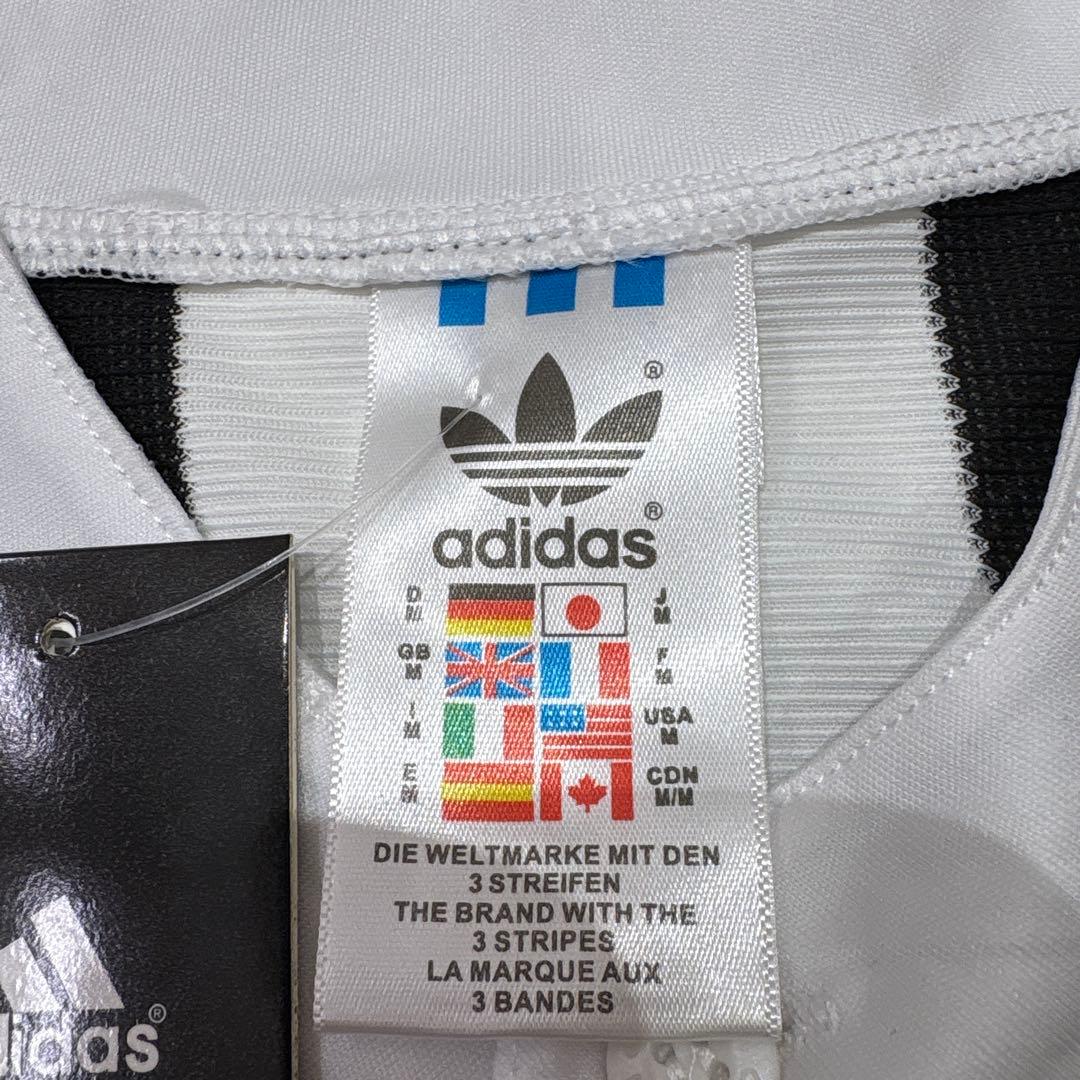 ®
adidas®
D
M
J
M
GB
M
F
M
I
M
USA
M
E
M
CDN
M/M
DIE WELTMARKE MIT DEN
3 STREIFEN
THE BRAND WITH THE
3 STRIPES
LA MARQUE AUX
3 BANDES
adidas®